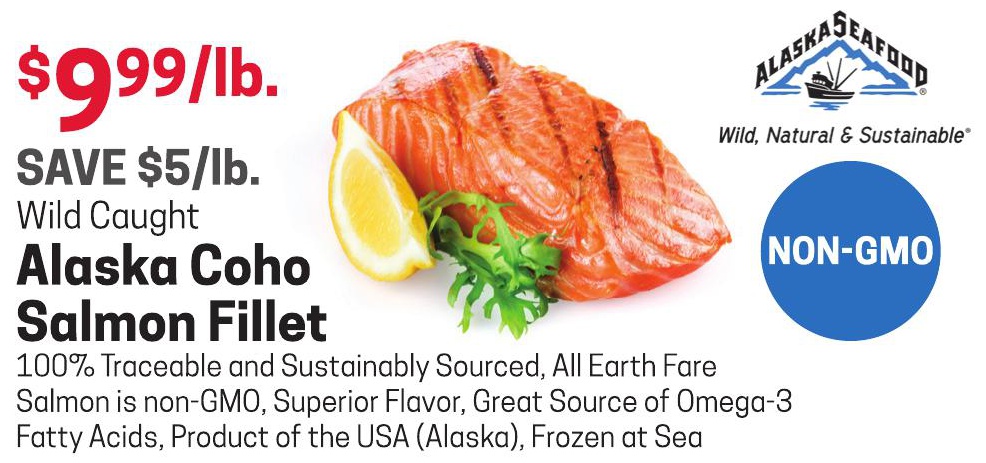 $9.99/lb.
SAVE $5/lb.
Wild Caught
Alaska Coho
Salmon Fillet
100% Traceable and Sustainably Sourced, All Earth Fare
Salmon is non-GMO, Superior Flavor, Great Source of Omega-3
Fatty Acids, Product of the USA (Alaska), Frozen at Sea
ALASKA SEAFOOD®
Wild, Natural & Sustainable®
NON-GMO